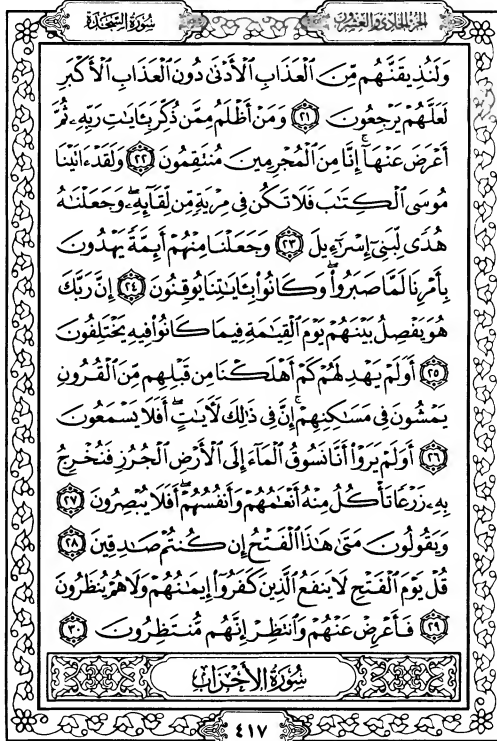 الجزء الحادي والعشرون
سُورَةُ السَّجْدَةِ
وَلَنُذِيقَنَّهُم مِّنَ ٱلْعَذَابِ ٱلْأَدْنَىٰ دُونَ ٱلْعَذَابِ ٱلْأَكْبَرِ
لَعَلَّهُمْ يَرْجِعُونَ ٢١ وَمَنْ أَظْلَمُ مِمَّن ذُكِّرَ بِـَٔايَـٰتِ رَبِّهِۦ ثُمَّ
أَعْرَضَ عَنْهَآ ۚ إِنَّا مِنَ ٱلْمُجْرِمِينَ مُنتَقِمُونَ ٢٢ وَلَقَدْ ءَاتَيْنَا
مُوسَى ٱلْكِتَـٰبَ فَلَا تَكُن فِى مِرْيَةٍ مِّن لِّقَآئِهِۦ ۖ وَجَعَلْنَـٰهُ
هُدًى لِّبَنِىٓ إِسْرَٰٓءِيلَ ٢٣ وَجَعَلْنَا مِنْهُمْ أَئِمَّةً يَهْدُونَ
بِأَمْرِنَا لَمَّا صَبَرُوا۟ ۖ وَكَانُوا۟ بِـَٔايَـٰتِنَا يُوقِنُونَ ٢٤ إِنَّ رَبَّكَ
هُوَ يَفْصِلُ بَيْنَهُمْ يَوْمَ ٱلْقِيَـٰمَةِ فِيمَا كَانُوا۟ فِيهِ يَخْتَلِفُونَ
٢٥ أَوَلَمْ يَهْدِ لَهُمْ كَمْ أَهْلَكْنَا مِن قَبْلِهِم مِّنَ ٱلْقُرُونِ
يَمْشُونَ فِى مَسَـٰكِنِهِمْ ۚ إِنَّ فِى ذَٰلِكَ لَـَٔايَـٰتٍ ۖ أَفَلَا يَسْمَعُونَ
٢٦ أَوَلَمْ يَرَوْا۟ أَنَّا نَسُوقُ ٱلْمَآءَ إِلَى ٱلْأَرْضِ ٱلْجُرُزِ فَنُخْرِجُ
بِهِۦ زَرْعًا تَأْكُلُ مِنْهُ أَنْعَـٰمُهُمْ وَأَنفُسُهُمْ ۖ أَفَلَا يُبْصِرُونَ ٢٧
وَيَقُولُونَ مَتَىٰ هَـٰذَا ٱلْفَتْحُ إِن كُنتُمْ صَـٰدِقِينَ ٢٨
قُلْ يَوْمَ ٱلْفَتْحِ لَا يَنفَعُ ٱلَّذِينَ كَفَرُوٓا۟ إِيمَـٰنُهُمْ وَلَا هُمْ يُنظَرُونَ
٢٩ فَأَعْرِضْ عَنْهُمْ وَٱنتَظِرْ إِنَّهُم مُّنتَظِرُونَ ٣٠
سُورَةُ الأَحْزَابِ
٤١٧